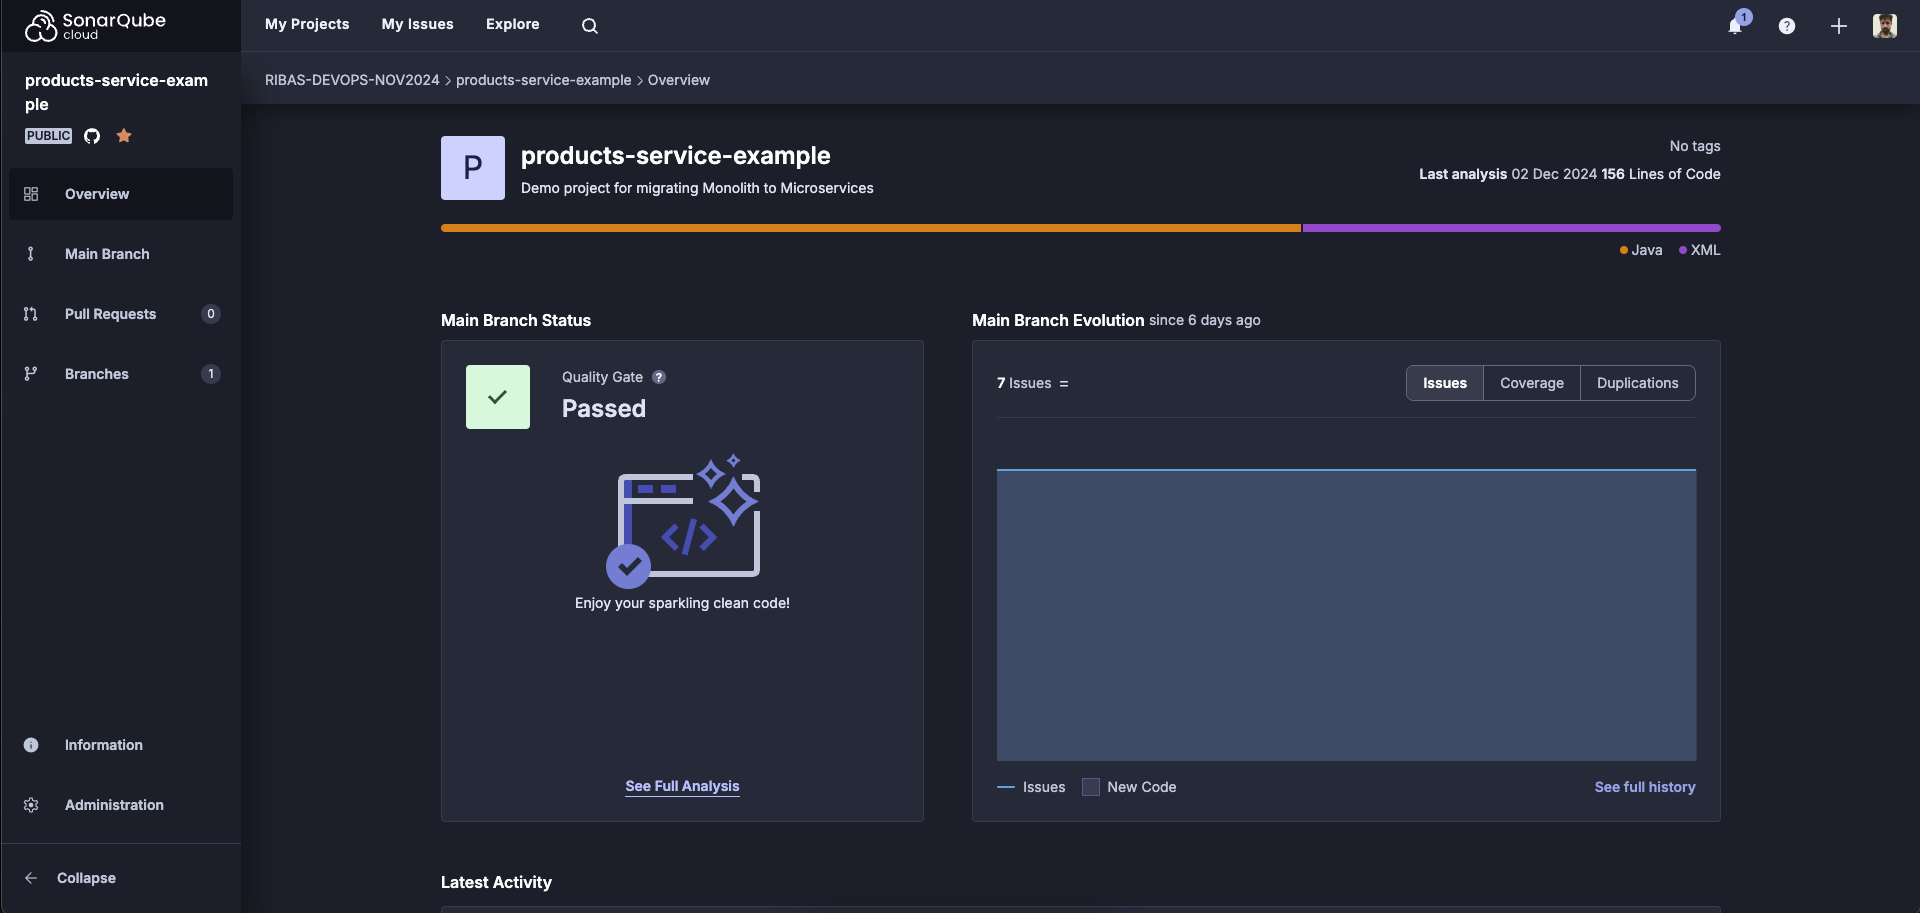 SonarQube
cloud
My Projects
My Issues
Explore
1
?
products-service-exam
ple
PUBLIC
RIBAS-DEVOPS-NOV2024 > products-service-example > Overview
Overview
Main Branch
Pull Requests 0
Branches 1
Information
Administration
Collapse
P
products-service-example
Demo project for migrating Monolith to Microservices
No tags
Last analysis 02 Dec 2024 156 Lines of Code
Java XML
Main Branch Status
Quality Gate ?
Passed
</>
Enjoy your sparkling clean code!
See Full Analysis
Main Branch Evolution since 6 days ago
7 Issues =
Issues
Coverage
Duplications
Issues
New Code
See full history
Latest Activity